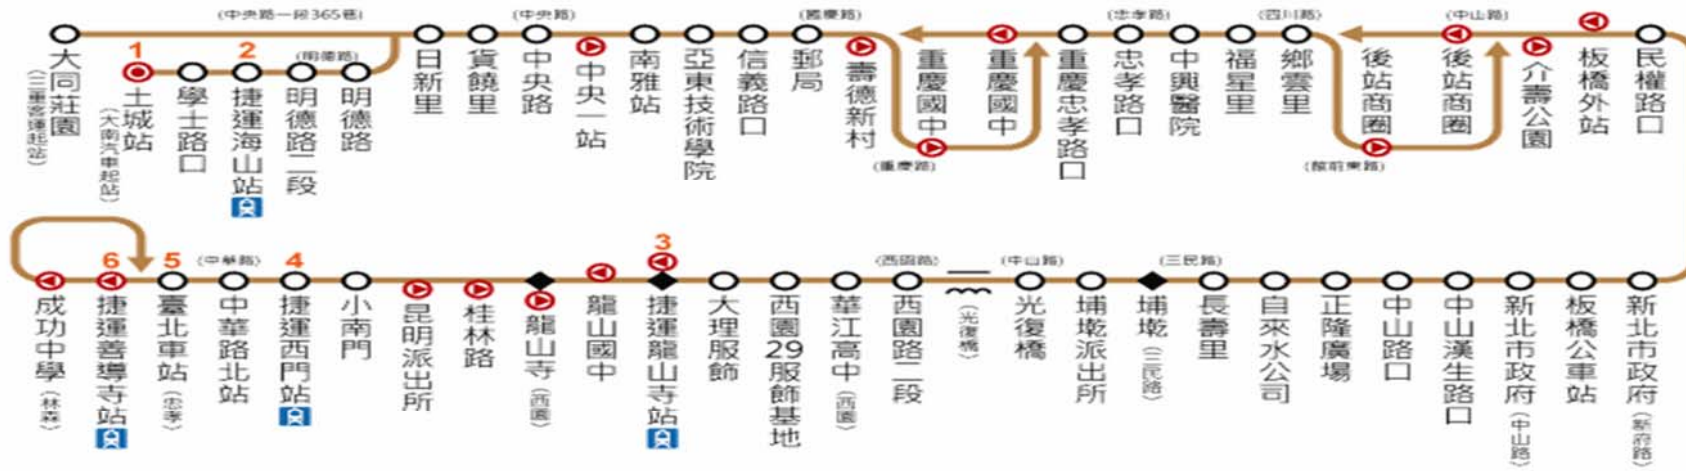 (中央路一段365巷)
(中央路)
(國慶路)
(忠孝路)
(四川路)
(中山路)
1
2
(明德路)
大同莊園
(三重客運起站)
土城站
(大南汽車起站)
學士路口
捷運海山站
明德路二段
明德路
日新里
貨饒里
中央路
中央一站
南雅站
亞東技術學院
信義路口
郵局
壽德新村
重慶國中
(重慶路)
重慶國中
重慶忠孝路口
忠孝路口
中興醫院
福星里
鄉雲里
後站商圈
(館前東路)
後站商圈
介壽公園
板橋外站
民權路口
6
5
(中華路)
4
3
(西園路)
(中山路)
(三民路)
成功中學(林森)
捷運善導寺站
臺北車站(忠孝)
中華路北站
捷運西門站
小南門
昆明派出所
桂林路
龍山寺(西園)
龍山國中
捷運龍山寺站
大理服飾
西園29服飾基地
華江高中(西園)
西園路二段
(光復橋)
光復橋
埔墘派出所
埔墘(三民路)
長壽里
自來水公司
正隆廣場
中山路口
中山漢生路口
新北市政府(中山路)
板橋公車站
新北市政府(新府路)